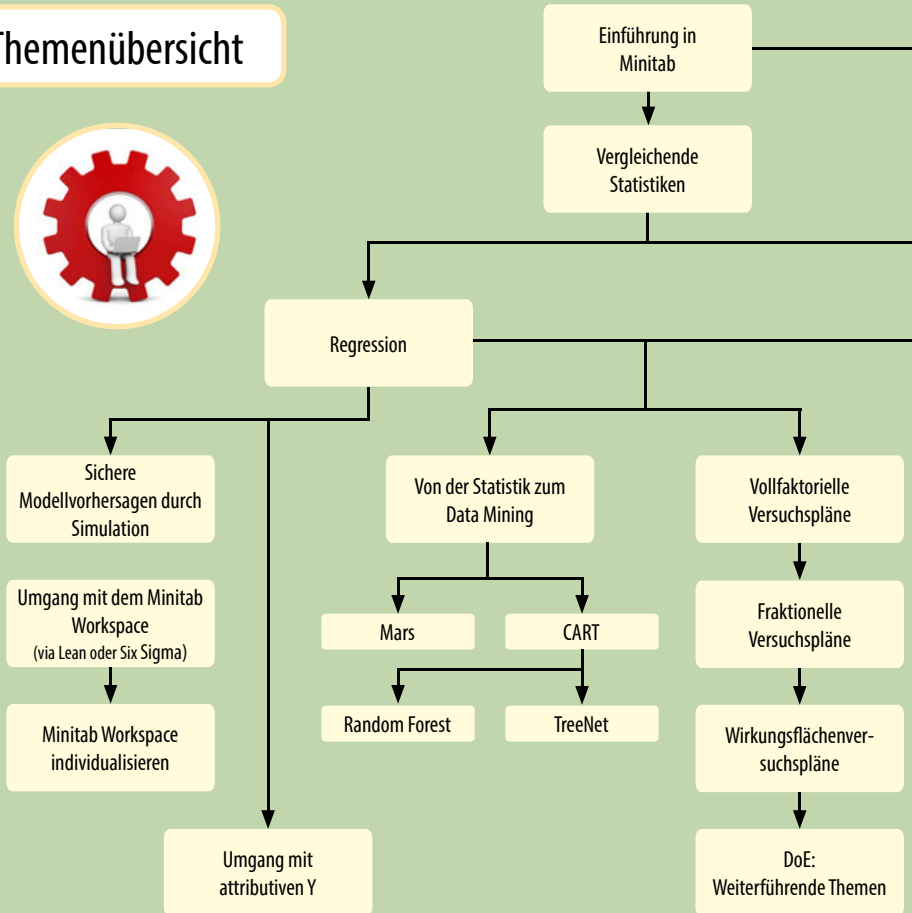 Themenübersicht
Einführung in
Minitab
Vergleichende
Statistiken
Regression
Sichere
Modellvorhersagen durch
Simulation
Von der Statistik zum
Data Mining
Vollfaktorielle
Versuchspläne
Umgang mit dem Minitab
Workspace
(via Lean oder Six Sigma)
Mars
CART
Fraktionelle
Versuchspläne
Minitab Workspace
individualisieren
Random Forest
TreeNet
Wirkungsflächenver-
suchspläne
Umgang mit
attributiven Y
DoE:
Weiterführende Themen